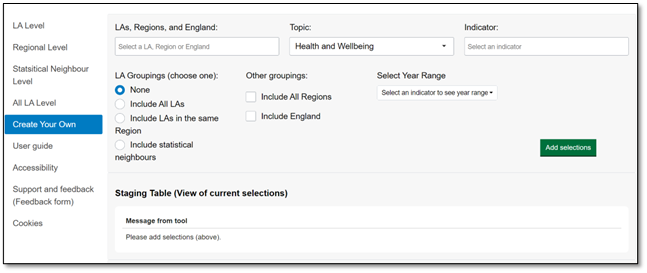 LA Level
Regional Level
Statsitical Neighbour
Level
All LA Level
Create Your Own
User guide
Accessibility
Support and feedback
(Feedback form)
Cookies
LAs, Regions, and England:
Select a LA, Region or England
Topic:
Health and Wellbeing
Indicator:
Select an indicator
LA Groupings (choose one):
None
Include All LAs
Include LAs in the same
Region
Include statistical
neighbours
Other groupings:
Include All Regions
Include England
Select Year Range
Select an indicator to see year range
Add selections
Staging Table (View of current selections)
Message from tool
Please add selections (above).